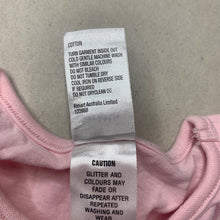 COTTON
TURN GARMENT INSIDE OUT
COLD GENTLE MACHINE WASH
WITH SIMILAR COLOURS
DO NOT BLEACH
DO NOT TUMBLE DRY
COOL IRON ON REVERSE SIDE
IF REQUIRED
DO NOT DRYCLEAN
Kmart Australia Limited
CAUTION
GLITTER AND
COLOURS MAY
FADE OR
DISAPPEAR AFTER
REPEATED
WASHING AND
WEAR